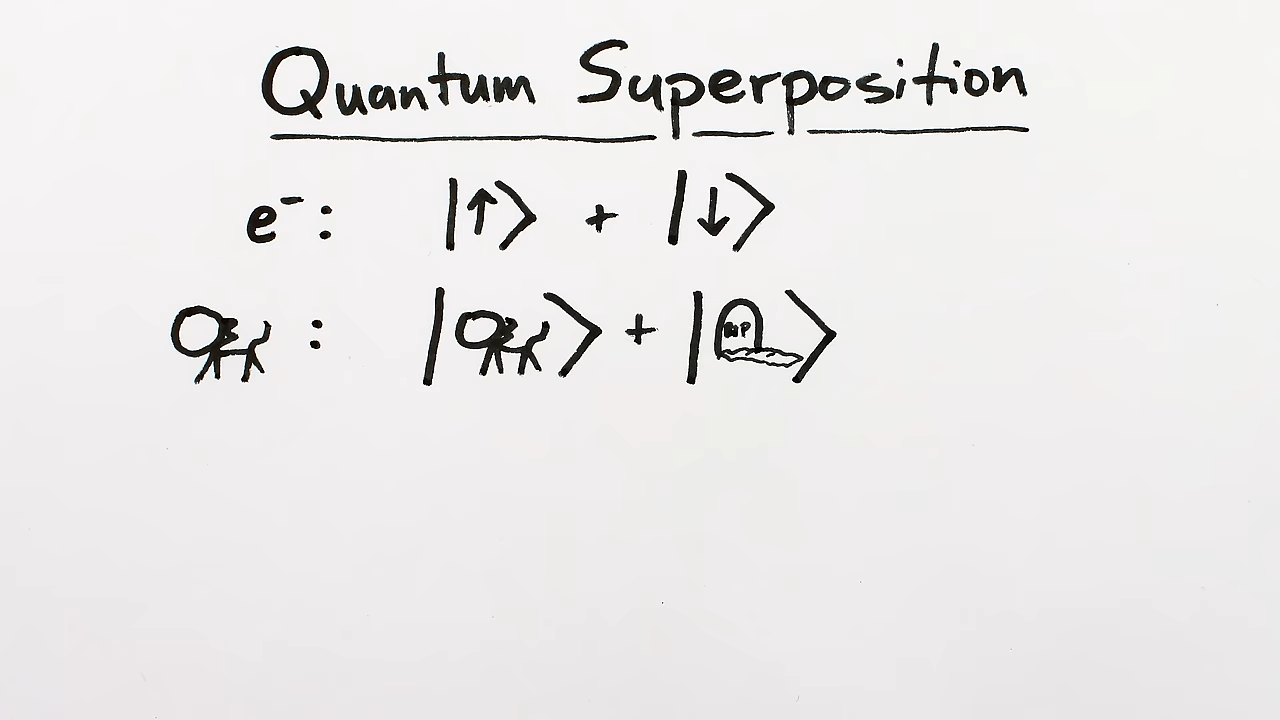 Quantum Superposition
e⁻: |↑⟩ + |↓⟩
: | ⟩ + |RIP⟩